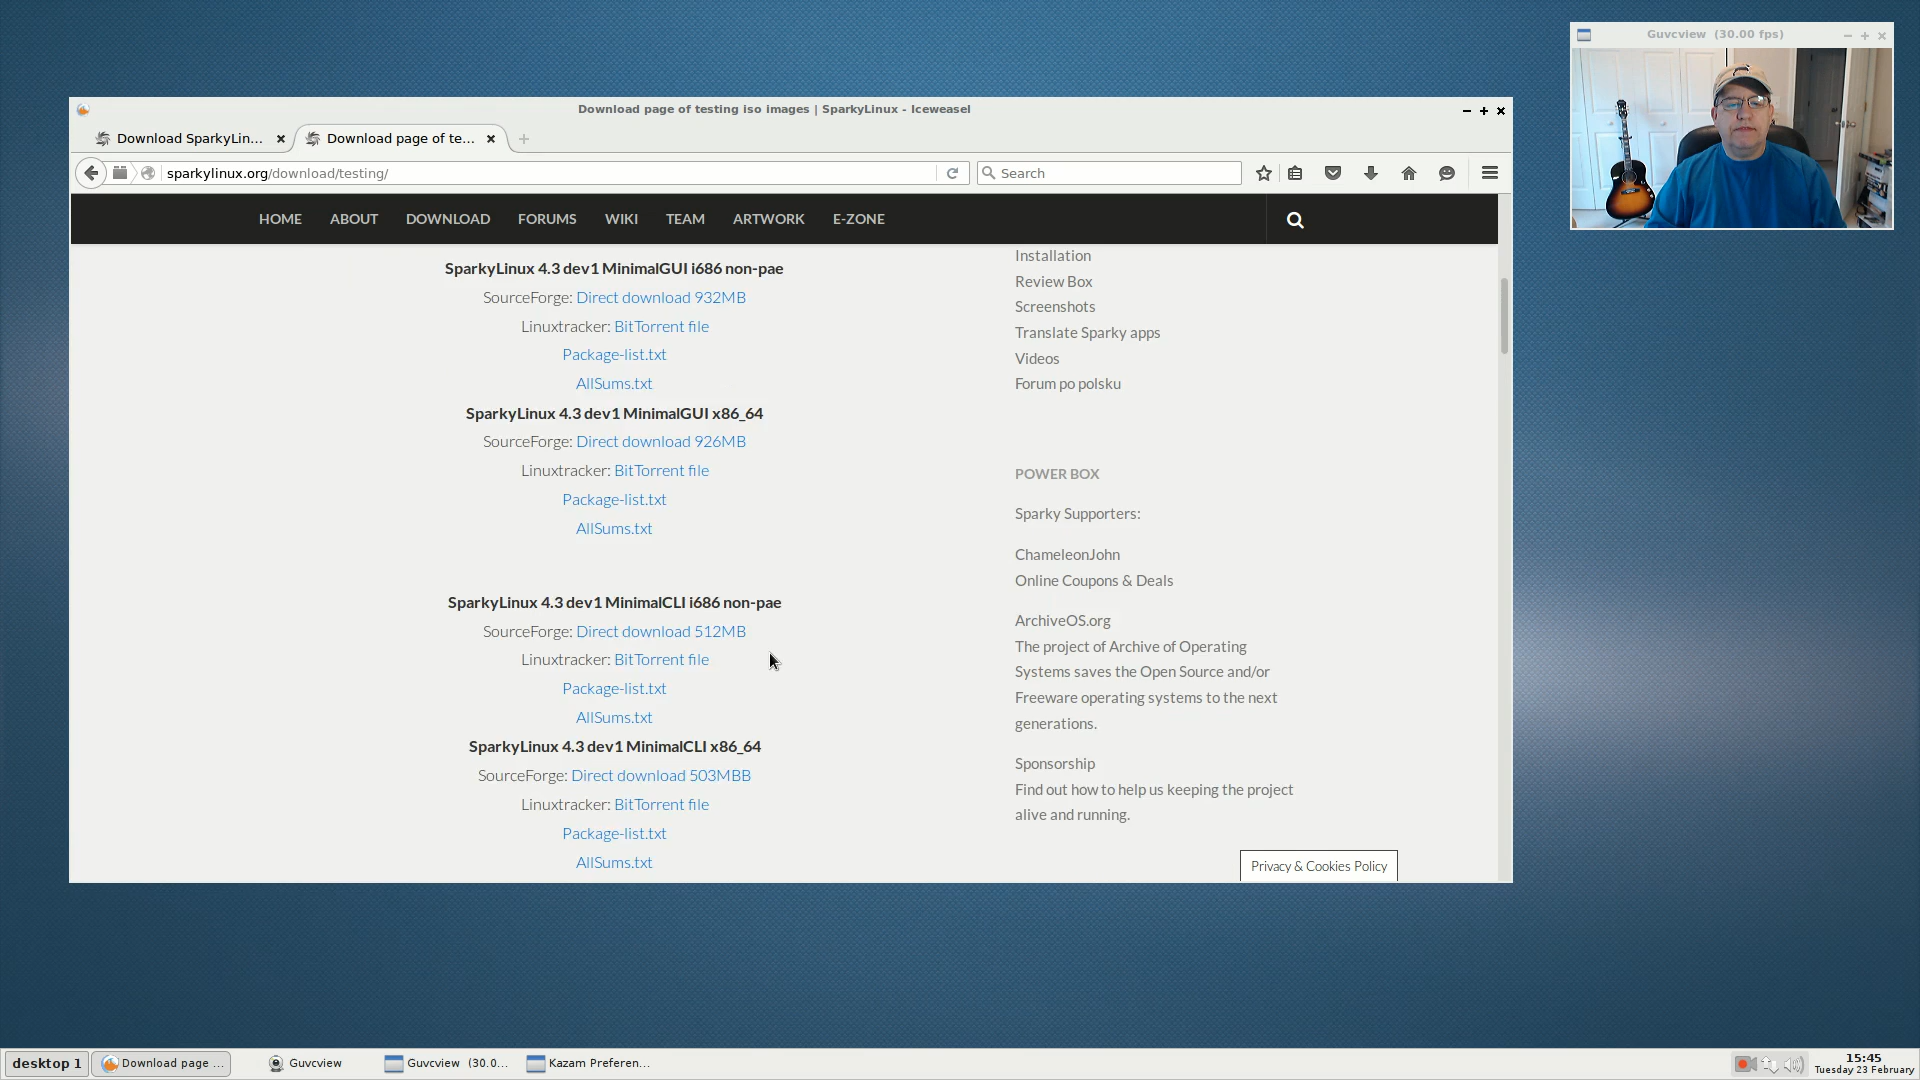 Guvcview (30.00 fps)
Download page of testing iso images | SparkyLinux - Iceweasel
Download SparkyLin...
Download page of te...
sparkylinux.org/download/testing/
Search
HOME ABOUT DOWNLOAD FORUMS WIKI TEAM ARTWORK E-ZONE
SparkyLinux 4.3 dev1 MinimalGUI i686 non-pae
SourceForge: Direct download 932MB
Linuxtracker: BitTorrent file
Package-list.txt
AllSums.txt
SparkyLinux 4.3 dev1 MinimalGUI x86_64
SourceForge: Direct download 926MB
Linuxtracker: BitTorrent file
Package-list.txt
AllSums.txt
SparkyLinux 4.3 dev1 MinimalCLI i686 non-pae
SourceForge: Direct download 512MB
Linuxtracker: BitTorrent file
Package-list.txt
AllSums.txt
SparkyLinux 4.3 dev1 MinimalCLI x86_64
SourceForge: Direct download 503MBB
Linuxtracker: BitTorrent file
Package-list.txt
AllSums.txt
Installation
Review Box
Screenshots
Translate Sparky apps
Videos
Forum po polsku
POWER BOX
Sparky Supporters:
ChameleonJohn
Online Coupons & Deals
ArchiveOS.org
The project of Archive of Operating
Systems saves the Open Source and/or
Freeware operating systems to the next
generations.
Sponsorship
Find out how to help us keeping the project
alive and running.
Privacy & Cookies Policy
desktop 1
Download page ...
Guvcview
Guvcview (30.0...
Kazam Preferen...
15:45
Tuesday 23 February